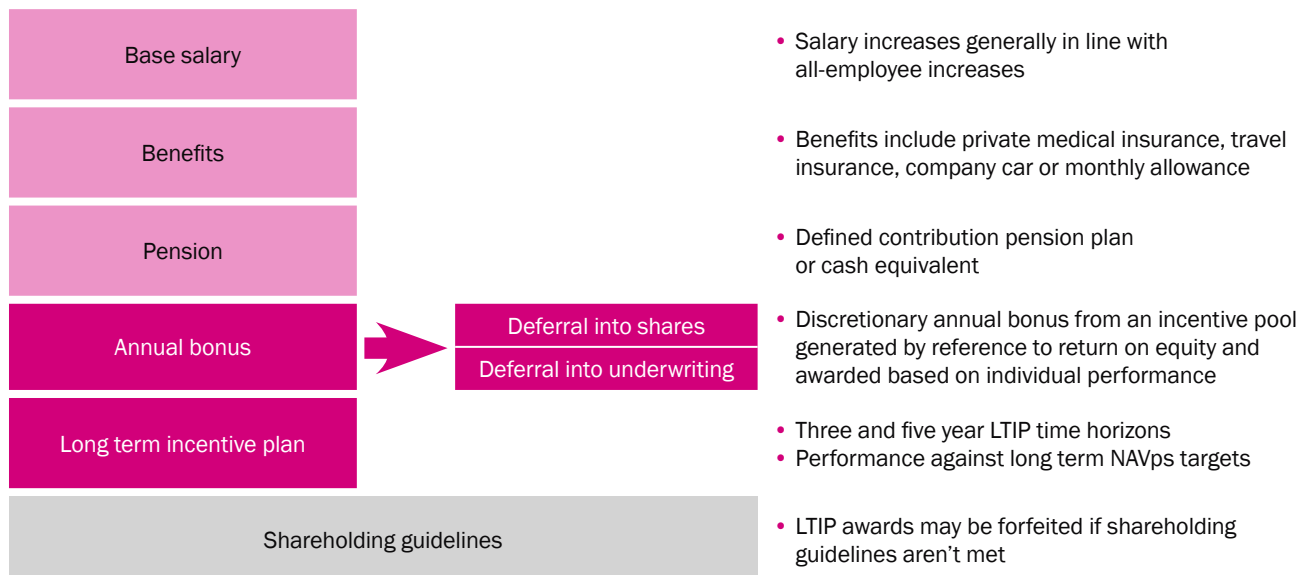 Base salary
• Salary increases generally in line with
all-employee increases
Benefits
• Benefits include private medical insurance, travel
insurance, company car or monthly allowance
Pension
• Defined contribution pension plan
or cash equivalent
Annual bonus
Deferral into shares
Deferral into underwriting
• Discretionary annual bonus from an incentive pool
generated by reference to return on equity and
awarded based on individual performance
Long term incentive plan
• Three and five year LTIP time horizons
• Performance against long term NAVps targets
Shareholding guidelines
• LTIP awards may be forfeited if shareholding
guidelines aren't met